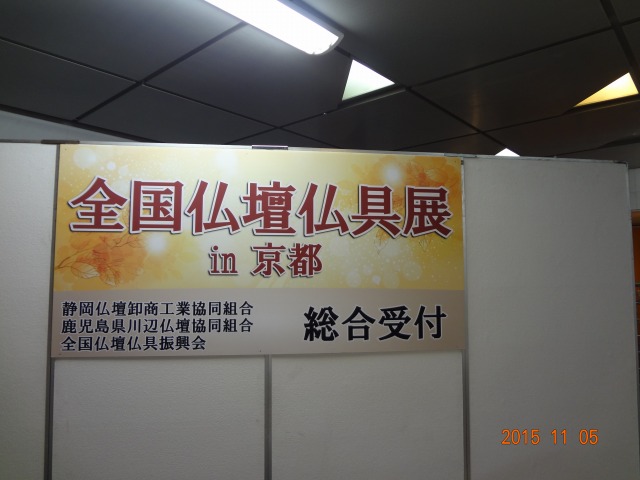 全国仏壇仏具展
in 京都
静岡仏壇卸商工業協同組合
鹿児島県川辺仏壇協同組合
全国仏壇仏具振興会
総合受付
2015 11 05